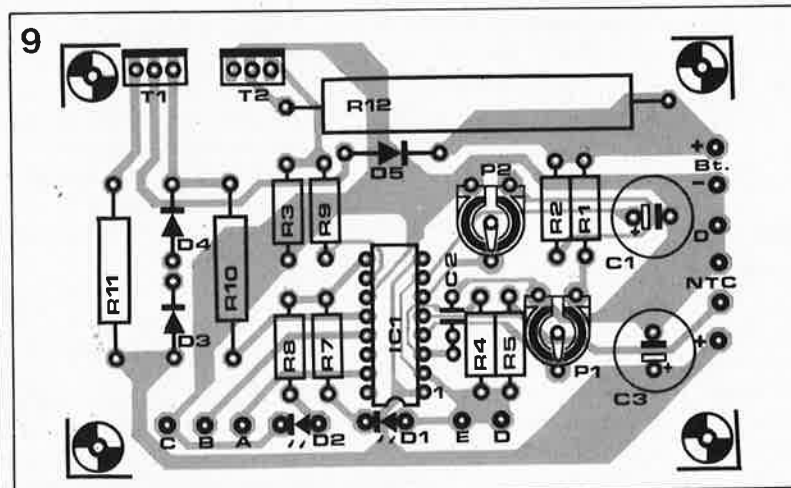 9
T1
T2
R12
+
Bt.
-
D5
P2
R3
R9
R2
R1
C1
+
D
D4
R11
R10
IC1
C2
NTC
D3
R8
R7
R4
R5
P1
+
C3
+
1
C
B
A
D2
D1
E
D